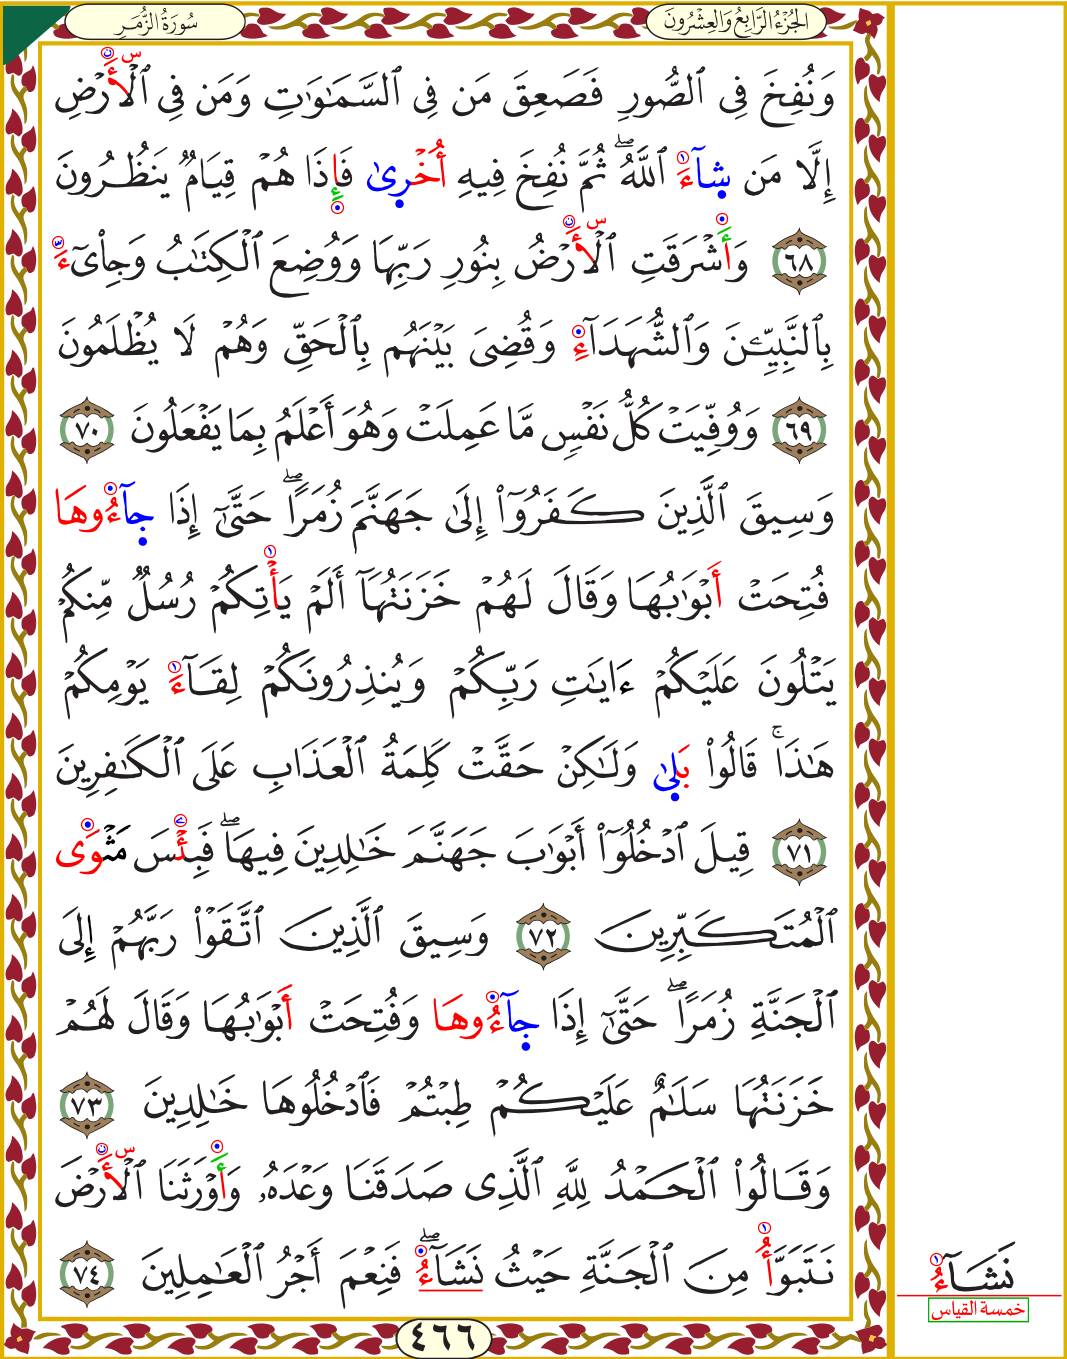 الجُزْءُ الرَّابِعُ وَالعِشْرُونَ
سُورَةُ الزُّمَرِ
وَنُفِخَ فِى ٱلصُّورِ فَصَعِقَ مَن فِى ٱلسَّمَـٰوَٰتِ وَمَن فِى ٱلْأَرْضِ
إِلَّا مَن شَآءَ ٱللَّهُ ۖ ثُمَّ نُفِخَ فِيهِ أُخْرَىٰ فَإِذَا هُمْ قِيَامٌ يَنظُرُونَ
٦٨ وَأَشْرَقَتِ ٱلْأَرْضُ بِنُورِ رَبِّهَا وَوُضِعَ ٱلْكِتَـٰبُ وَجِا۟ىٓءَ
بِٱلنَّبِيِّـۧنَ وَٱلشُّهَدَآءِ وَقُضِىَ بَيْنَهُم بِٱلْحَقِّ وَهُمْ لَا يُظْلَمُونَ
٦٩ وَوُفِّيَتْ كُلُّ نَفْسٍ مَّا عَمِلَتْ وَهُوَ أَعْلَمُ بِمَا يَفْعَلُونَ ٧٠
وَسِيقَ ٱلَّذِينَ كَفَرُوٓا۟ إِلَىٰ جَهَنَّمَ زُمَرًا ۖ حَتَّىٰٓ إِذَا جَآءُوهَا
فُتِحَتْ أَبْوَٰبُهَا وَقَالَ لَهُمْ خَزَنَتُهَآ أَلَمْ يَأْتِكُمْ رُسُلٌ مِّنكُمْ
يَتْلُونَ عَلَيْكُمْ ءَايَـٰتِ رَبِّكُمْ وَيُنذِرُونَكُمْ لِقَآءَ يَوْمِكُمْ
هَـٰذَا ۚ قَالُوا۟ بَلَىٰ وَلَـٰكِنْ حَقَّتْ كَلِمَةُ ٱلْعَذَابِ عَلَى ٱلْكَـٰفِرِينَ
٧١ قِيلَ ٱدْخُلُوٓا۟ أَبْوَٰبَ جَهَنَّمَ خَـٰلِدِينَ فِيهَا ۖ فَبِئْسَ مَثْوَى
ٱلْمُتَكَبِّرِينَ ٧٢ وَسِيقَ ٱلَّذِينَ ٱتَّقَوْا۟ رَبَّهُمْ إِلَى
ٱلْجَنَّةِ زُمَرًا ۖ حَتَّىٰٓ إِذَا جَآءُوهَا وَفُتِحَتْ أَبْوَٰبُهَا وَقَالَ لَهُمْ
خَزَنَتُهَا سَلَـٰمٌ عَلَيْكُمْ طِبْتُمْ فَٱدْخُلُوهَا خَـٰلِدِينَ ٧٣
وَقَالُوا۟ ٱلْحَمْدُ لِلَّهِ ٱلَّذِى صَدَقَنَا وَعْدَهُۥ وَأَوْرَثَنَا ٱلْأَرْضَ
نَتَبَوَّأُ مِنَ ٱلْجَنَّةِ حَيْثُ نَشَآءُ ۖ فَنِعْمَ أَجْرُ ٱلْعَـٰمِلِينَ ٧٤
نَشَآءُ
خمسة القياس
٤٦٦